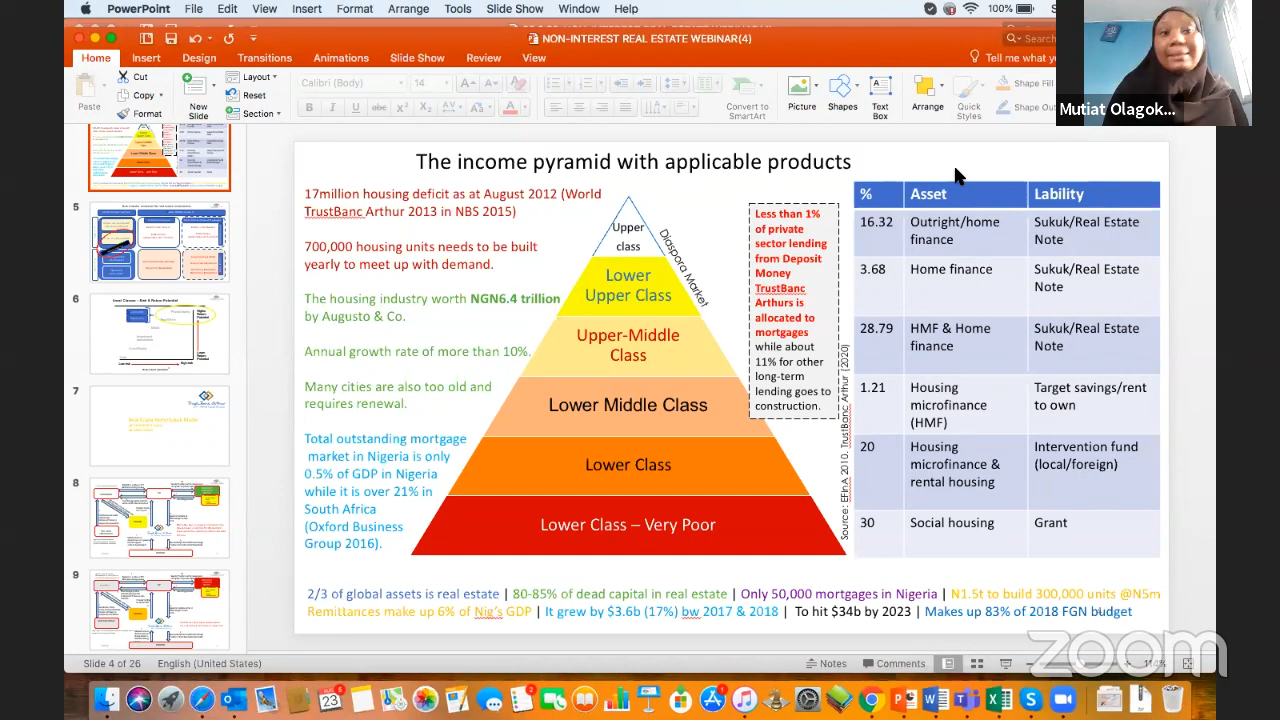 PowerPoint File Edit View Insert Format Arrange Tools Slide Show Window Help 100%
NON-INTEREST REAL ESTATE WEBINAR(4)
Search
Home Insert Design Transitions Animations Slide Show Review View Tell me
Mutiat Olagok...
Cut Layout Calibri (Body) 14 Shape Fill
Copy Reset
Paste Format New Slide Section Convert to SmartArt Picture Shapes Text Box Arrange Quick Styles
The income pyramid with applicable products
17million housing deficit as at August 2012 (World
TrustBanc Arthur 2013 in NBS 2015)
700,000 housing units needs to be built
yearly to meet up with demand.
The housing industry worth NGN6.4 trillion
by Augusto & Co.
Annual growth rate of more than 10%.
Many cities are also too old and
requires renewal.
Total outstanding mortgage
market in Nigeria is only
0.5% of GDP in Nigeria
while it is over 21% in
South Africa
(Oxford Business
Group 2016).
Upper
class
Lower
Upper Class
Upper-Middle
Class
Lower Middle Class
Lower Class
Lower Class – Very Poor
Diaspora Market
Less than 1%
of private
sector lending
from Deposit
Money
TrustBanc
Arthurs is
allocated to
mortgages
while about
11% for other
long-term
lending goes to
construction.
2010, TrustBanc Arthur (2000)
% Asset Lability
16.32 Outright/home finance Sukuk/Real Estate Note
3.68 Home finance Sukuk/Real Estate Note
28.79 HMF & Home finance Sukuk/Real Estate Note
1.21 Housing microfinance (HMF) Target savings/rent to own
20 Housing microfinance & rental housing Intervention fund (local/foreign)
30 Social housing Grant
2/3 of global assets is real estate | 80-85% of dead capital in real estate | Only 50,000 mortgages in Nigeria | N1.5t to build 300,000 units @N5m
Remittances make up 6% of Nig's GDP | It grew by $3.6b (17%) bw 2017 & 2018 | To hit $34b by 2023 | Makes up 83% of 2018 FGN budget
5
6
7
8
9
zoom
Slide 4 of 26 English (United States) Notes Comments 114%